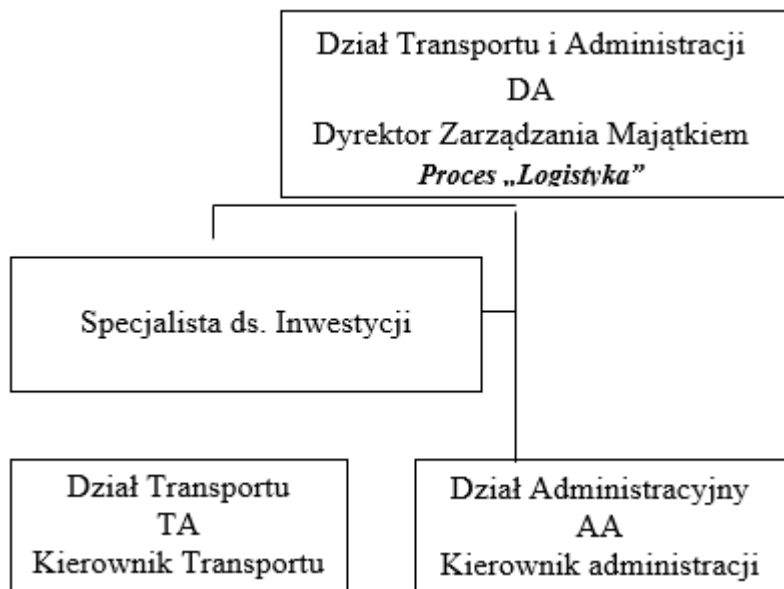 Dział Transportu i Administracji
DA
Dyrektor Zarządzania Majątkiem
Proces „Logistyka”
Specjalista ds. Inwestycji
Dział Transportu
TA
Kierownik Transportu
Dział Administracyjny
AA
Kierownik administracji